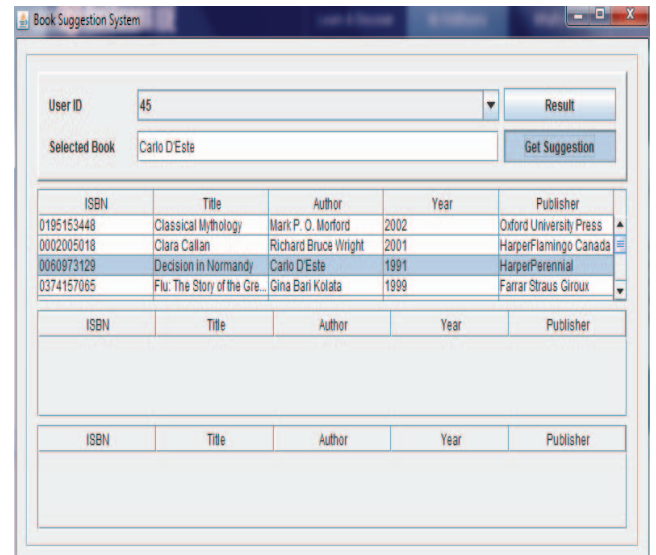 Book Suggestion System
User ID 45 Result
Selected Book Carlo D'Este Get Suggestion
ISBN Title Author Year Publisher
0195153448 Classical Mythology Mark P. O. Morford 2002 Oxford University Press
0002005018 Clara Callan Richard Bruce Wright 2001 HarperFlamingo Canada
0060973129 Decision in Normandy Carlo D'Este 1991 HarperPerennial
0374157065 Flu: The Story of the Gre... Gina Bari Kolata 1999 Farrar Straus Giroux
ISBN Title Author Year Publisher
ISBN Title Author Year Publisher